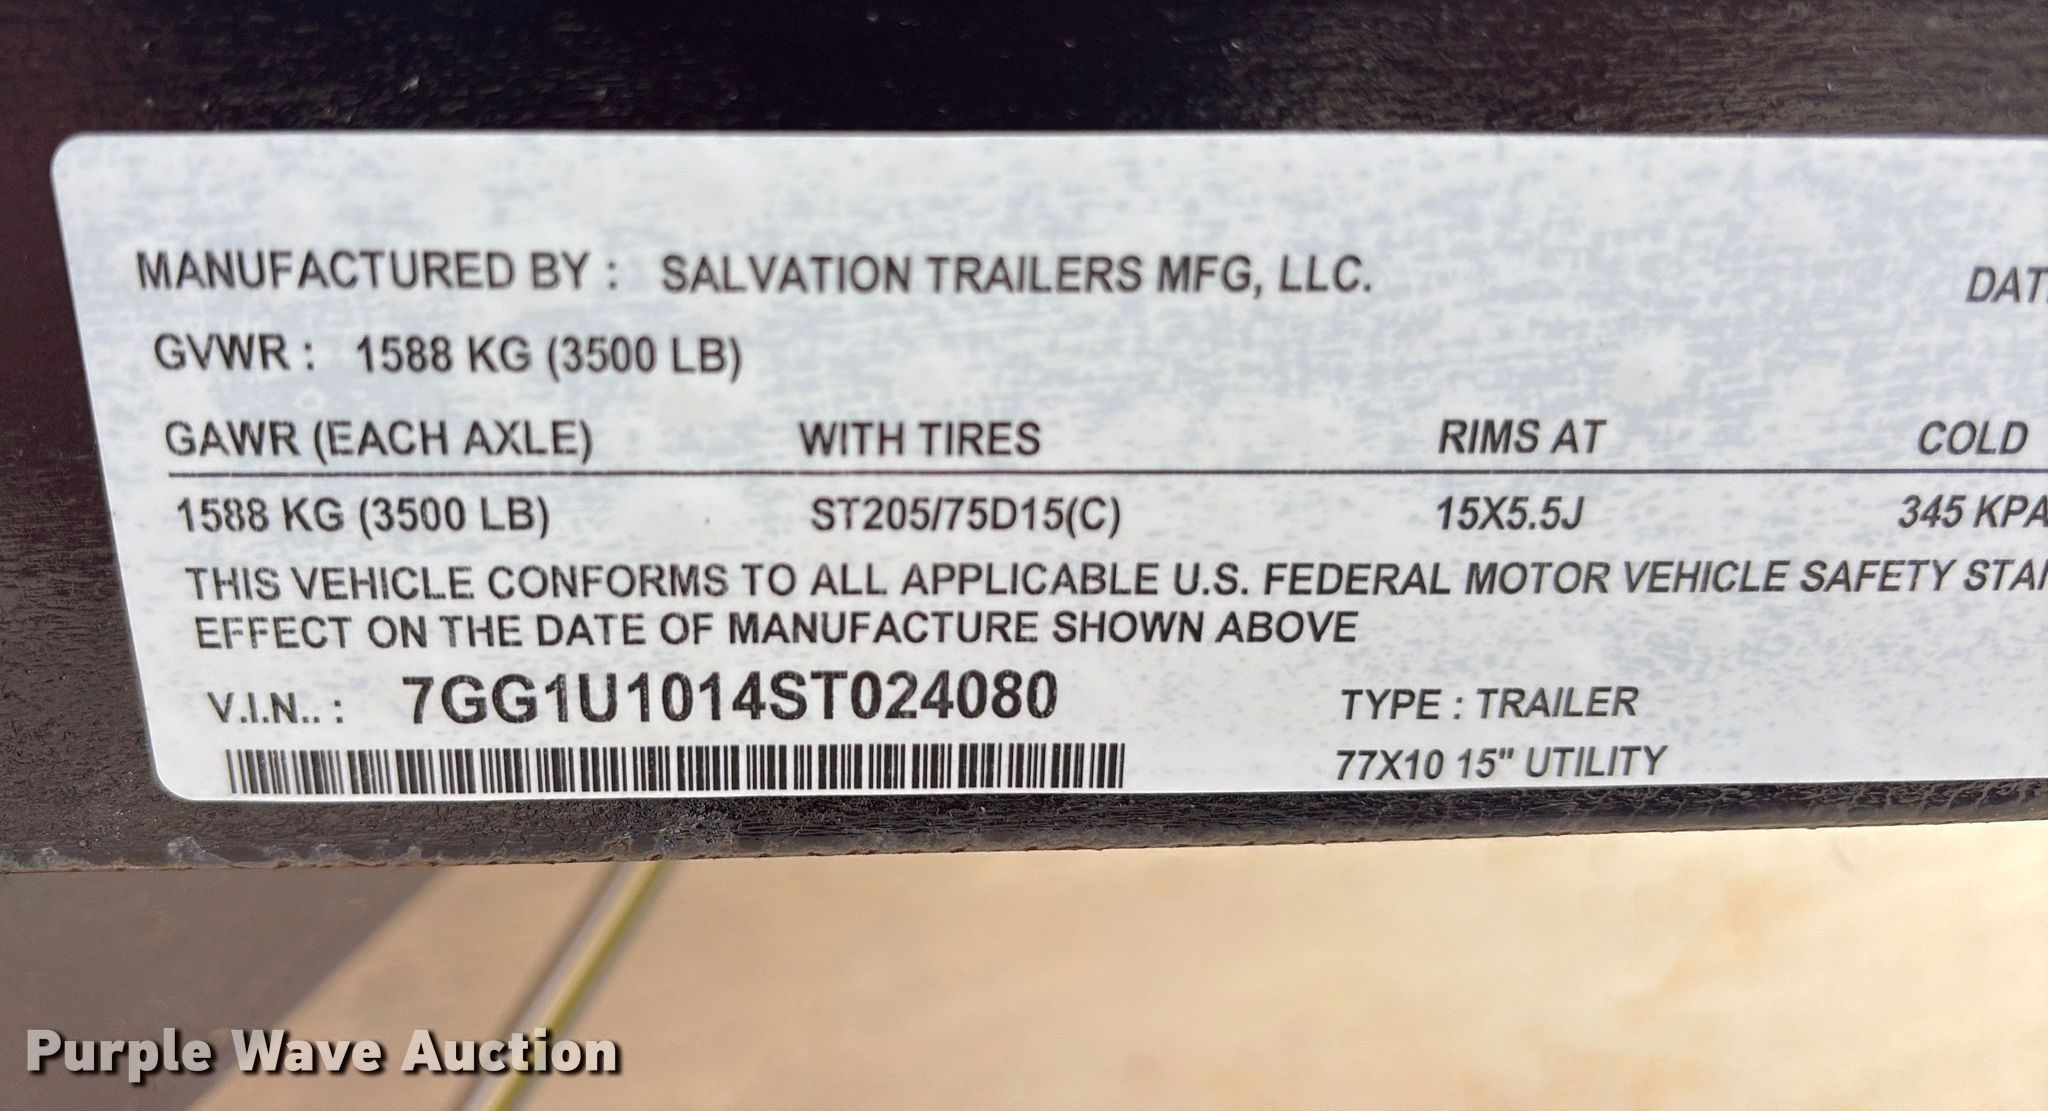 MANUFACTURED BY : SALVATION TRAILERS MFG, LLC.
GVWR : 1588 KG (3500 LB)
GAWR (EACH AXLE) WITH TIRES RIMS AT COLD
1588 KG (3500 LB) ST205/75D15(C) 15X5.5J 345 KPA
THIS VEHICLE CONFORMS TO ALL APPLICABLE U.S. FEDERAL MOTOR VEHICLE SAFETY
EFFECT ON THE DATE OF MANUFACTURE SHOWN ABOVE
V.I.N.. : 7GG1U1014ST024080 TYPE : TRAILER
77X10 15" UTILITY
Purple Wave Auction